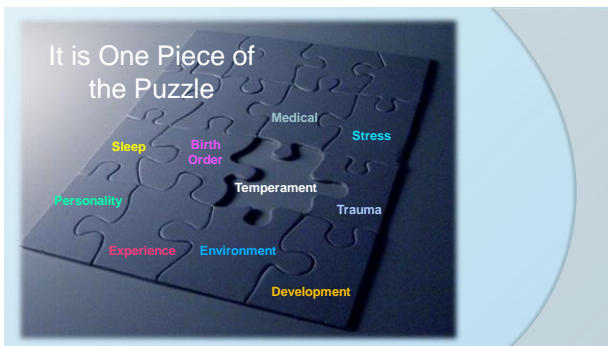 It is One Piece of
the Puzzle
Medical
Stress
Sleep
Birth
Order
Temperament
Personality
Trauma
Experience
Environment
Development